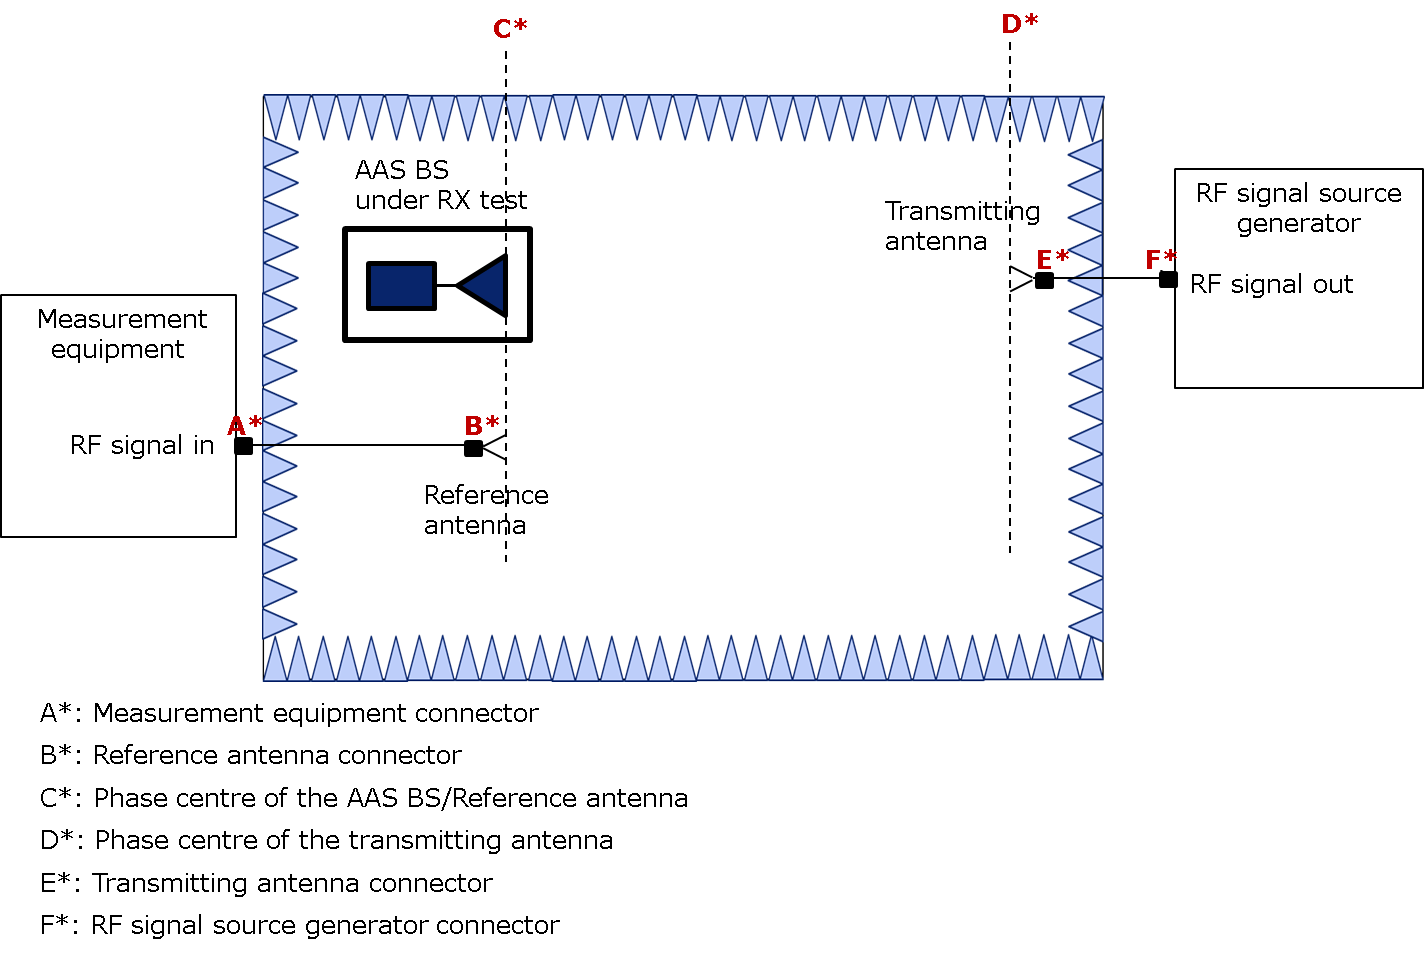 C*
D*
AAS BS
under RX test
Transmitting
antenna
E*
F*
RF signal source
generator
RF signal out
Measurement
equipment
A*
RF signal in
B*
Reference
antenna
A*: Measurement equipment connector
B*: Reference antenna connector
C*: Phase centre of the AAS BS/Reference antenna
D*: Phase centre of the transmitting antenna
E*: Transmitting antenna connector
F*: RF signal source generator connector